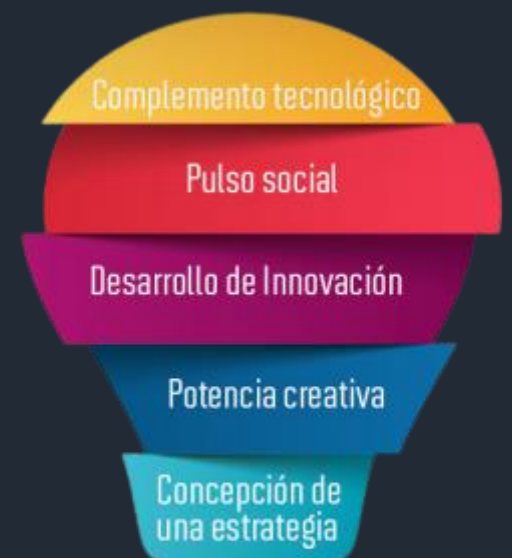 Complemento tecnológico
Pulso social
Desarrollo de Innovación
Potencia creativa
Concepción de
una estrategia